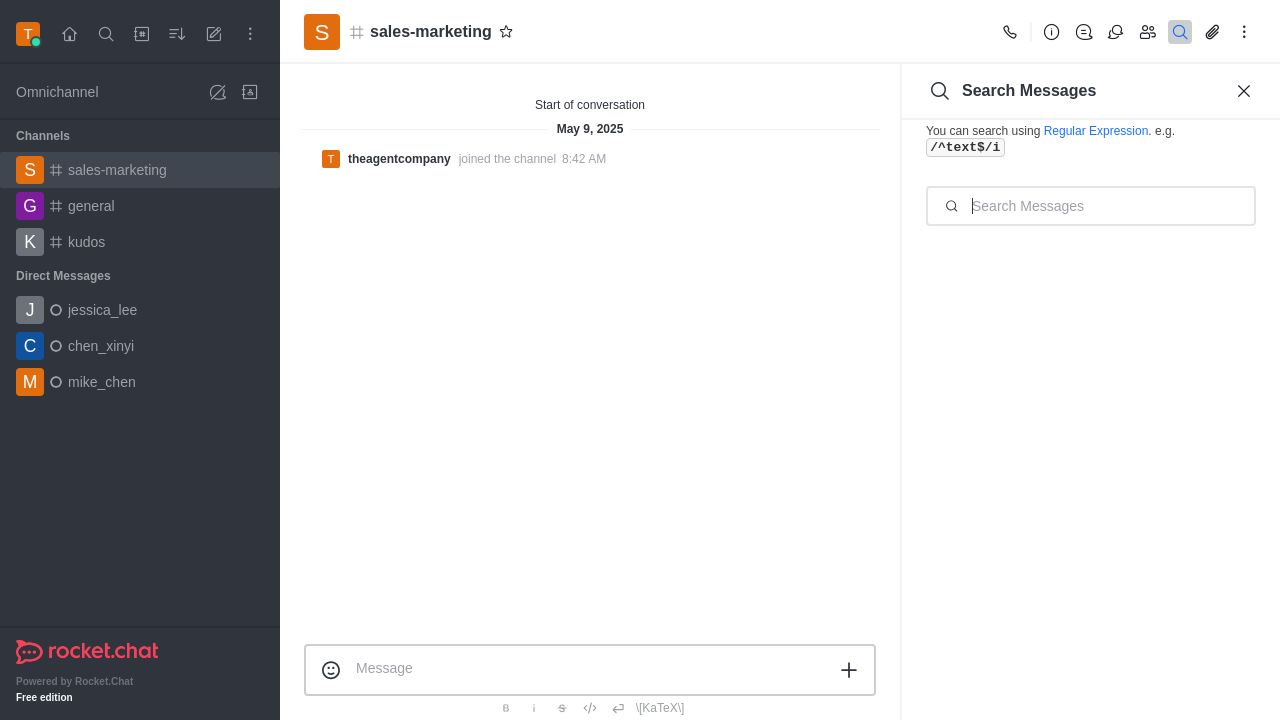 T
Omnichannel
Channels
S sales-marketing
G general
K kudos
Direct Messages
J jessica_lee
C chen_xinyi
M mike_chen
rocket.chat
Powered by Rocket.Chat
Free edition
S sales-marketing
Start of conversation
May 9, 2025
T theagentcompany joined the channel 8:42 AM
Message
B i S \[KaTeX\]
Search Messages
You can search using Regular Expression. e.g.
/^text$/i
Search Messages